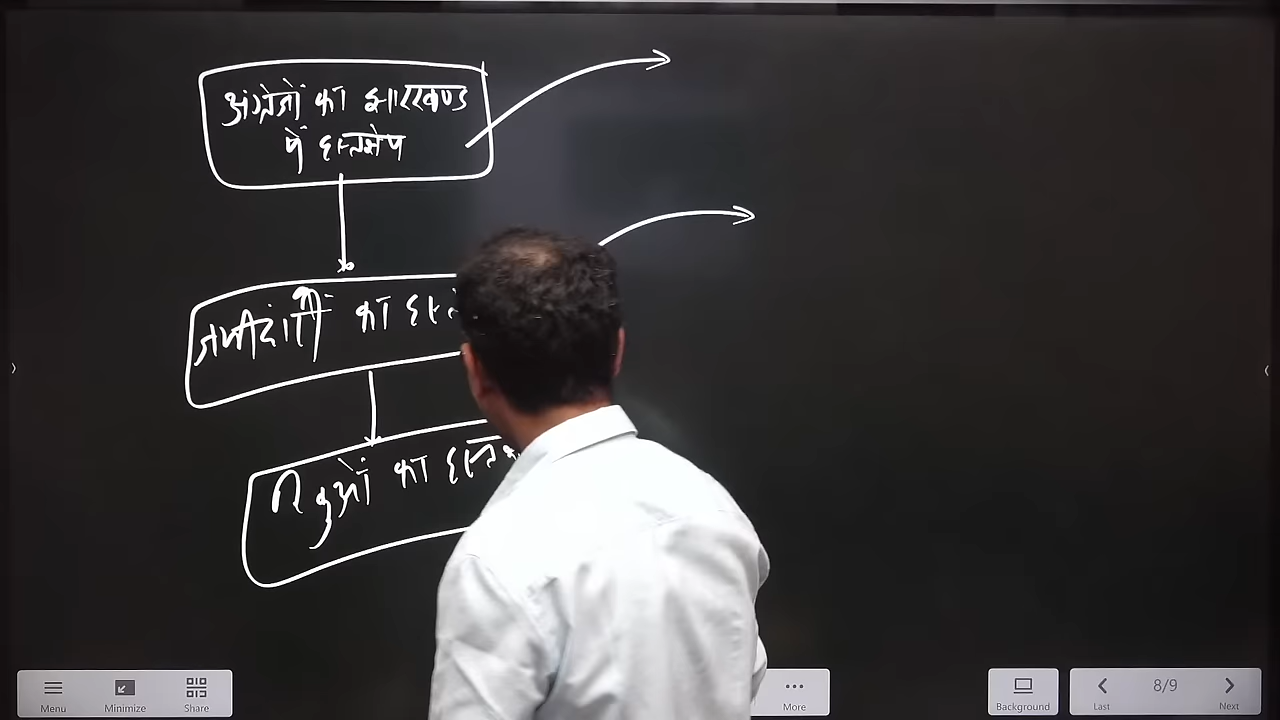 अंग्रेजों का झारखण्ड
में हस्तक्षेप
जमींदारों का
का
Menu
Minimize
Share
More
Background
Last
8/9
Next